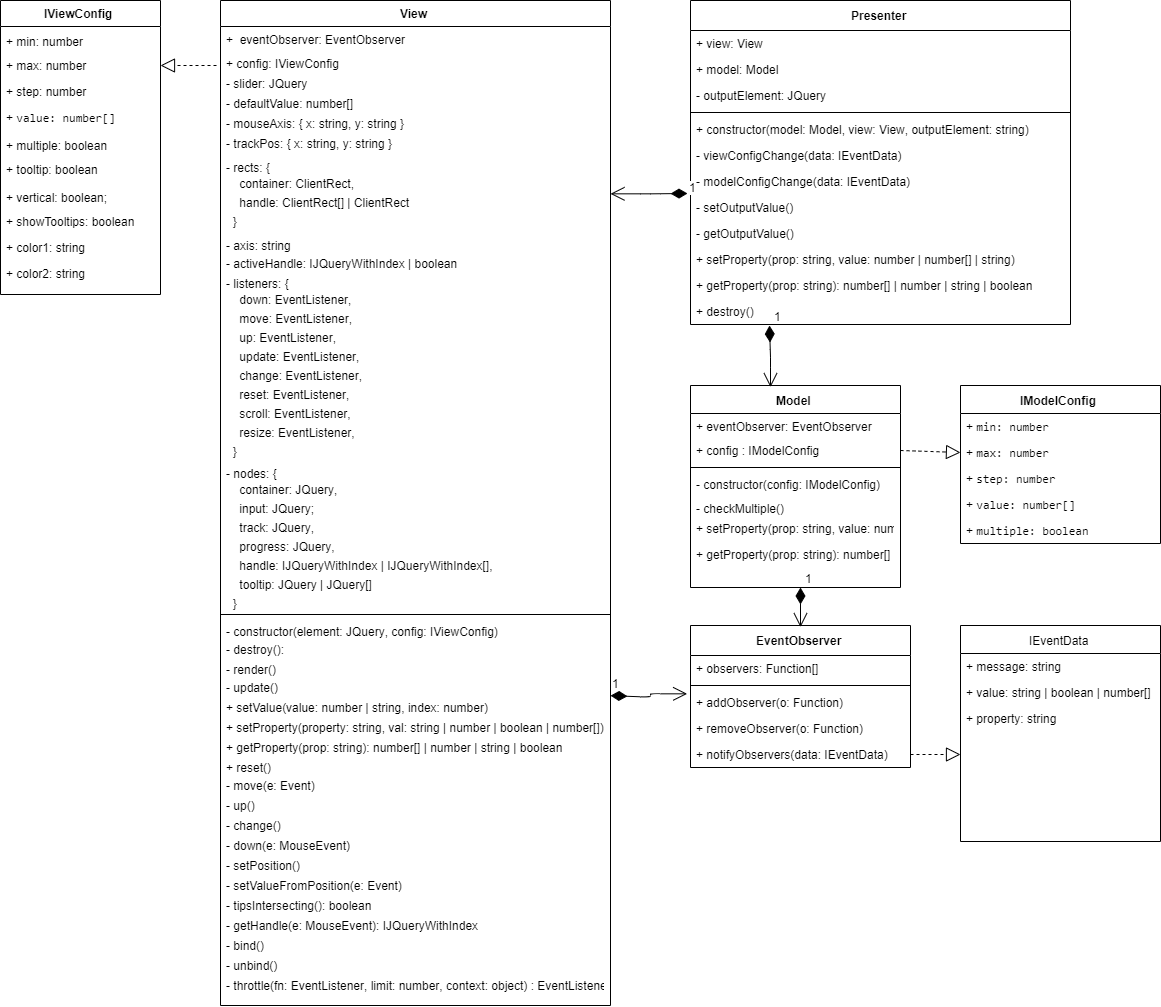 IViewConfig
+ min: number
+ max: number
+ step: number
+ value: number[]
+ multiple: boolean
+ tooltip: boolean
+ vertical: boolean;
+ showTooltips: boolean
+ color1: string
+ color2: string
View
+ eventObserver: EventObserver
+ config: IViewConfig
- slider: JQuery
- defaultValue: number[]
- mouseAxis: { x: string, y: string }
- trackPos: { x: string, y: string }
- rects: {
container: ClientRect,
handle: ClientRect[] | ClientRect
}
- axis: string
- activeHandle: IJQueryWithIndex | boolean
- listeners: {
down: EventListener,
move: EventListener,
up: EventListener,
update: EventListener,
change: EventListener,
reset: EventListener,
scroll: EventListener,
resize: EventListener,
}
- nodes: {
container: JQuery,
input: JQuery;
track: JQuery,
progress: JQuery,
handle: IJQueryWithIndex | IJQueryWithIndex[],
tooltip: JQuery | JQuery[]
}
- constructor(element: JQuery, config: IViewConfig)
- destroy():
- render()
- update()
+ setValue(value: number | string, index: number)
+ setProperty(property: string, val: string | number | boolean | number[])
+ getProperty(prop: string): number[] | number | string | boolean
+ reset()
- move(e: Event)
- up()
- change()
- down(e: MouseEvent)
- setPosition()
- setValueFromPosition(e: Event)
- tipsIntersecting(): boolean
- getHandle(e: MouseEvent): IJQueryWithIndex
- bind()
- unbind()
- throttle(fn: EventListener, limit: number, context: object) : EventListene
Presenter
+ view: View
+ model: Model
- outputElement: JQuery
+ constructor(model: Model, view: View, outputElement: string)
- viewConfigChange(data: IEventData)
- modelConfigChange(data: IEventData)
- setOutputValue()
- getOutputValue()
+ setProperty(prop: string, value: number | number[] | string)
+ getProperty(prop: string): number[] | number | string | boolean
+ destroy()
1
1
Model
+ eventObserver: EventObserver
+ config : IModelConfig
- constructor(config: IModelConfig)
- checkMultiple()
+ setProperty(prop: string, value: num
+ getProperty(prop: string): number[]
1
IModelConfig
+ min: number
+ max: number
+ step: number
+ value: number[]
+ multiple: boolean
EventObserver
+ observers: Function[]
+ addObserver(o: Function)
+ removeObserver(o: Function)
+ notifyObservers(data: IEventData)
1
IEventData
+ message: string
+ value: string | boolean | number[]
+ property: string